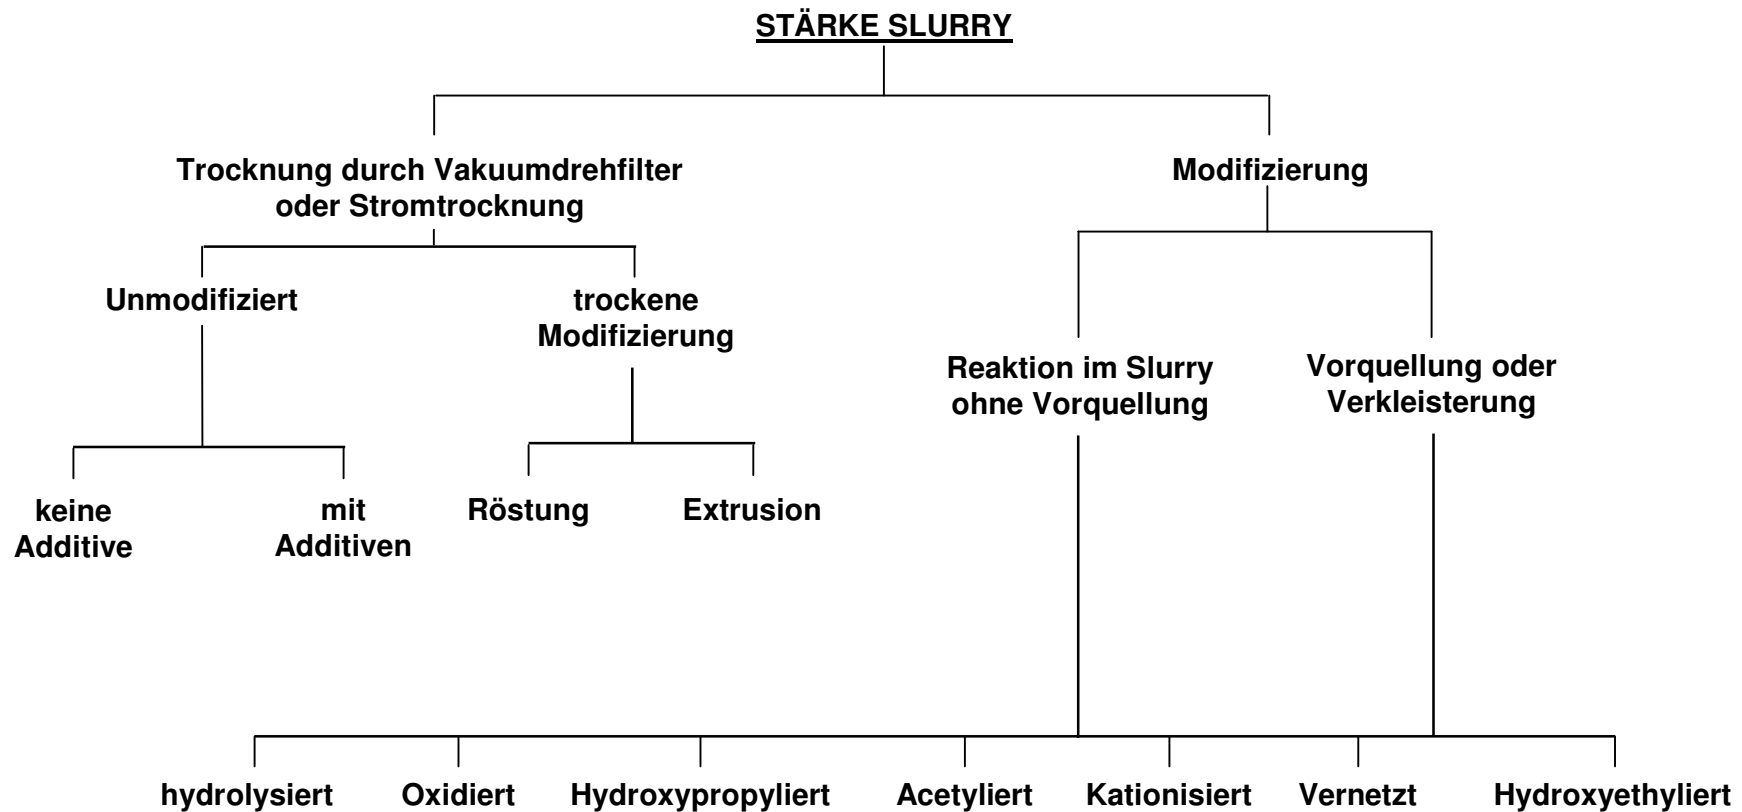 STÄRKE SLURRY
Trocknung durch Vakuumdrehfilter
oder Stromtrocknung
Modifizierung
Unmodifiziert
trockene
Modifizierung
Reaktion im Slurry
ohne Vorquellung
Vorquellung oder
Verkleisterung
keine
Additive
mit
Additiven
Röstung
Extrusion
hydrolysiert
Oxidiert
Hydroxypropyliert
Acetyliert
Kationisiert
Vernetzt
Hydroxyethyliert